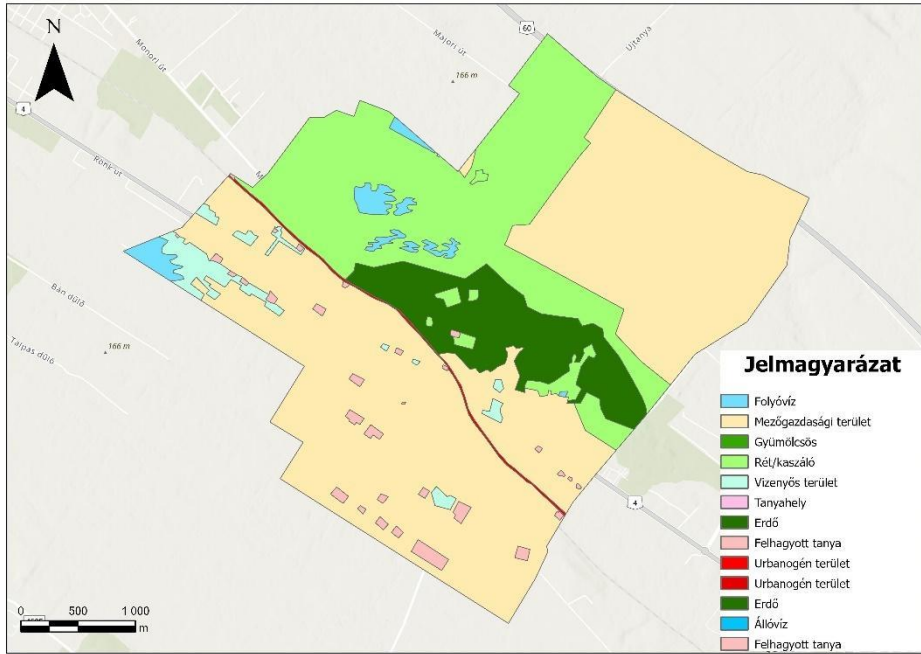 N
60
Újtanya
Majori út
Monori út
166 m
4
Ronk út
Bán dűlő
Talpas dűlő
166 m
4
Jelmagyarázat
Folyóvíz
Mezőgazdasági terület
Gyümölcsös
Rét/kaszáló
Vizenyős terület
Tanyahely
Erdő
Felhagyott tanya
Urbanogén terület
Urbanogén terület
Erdő
Állóvíz
Felhagyott tanya
0 500 1 000
m